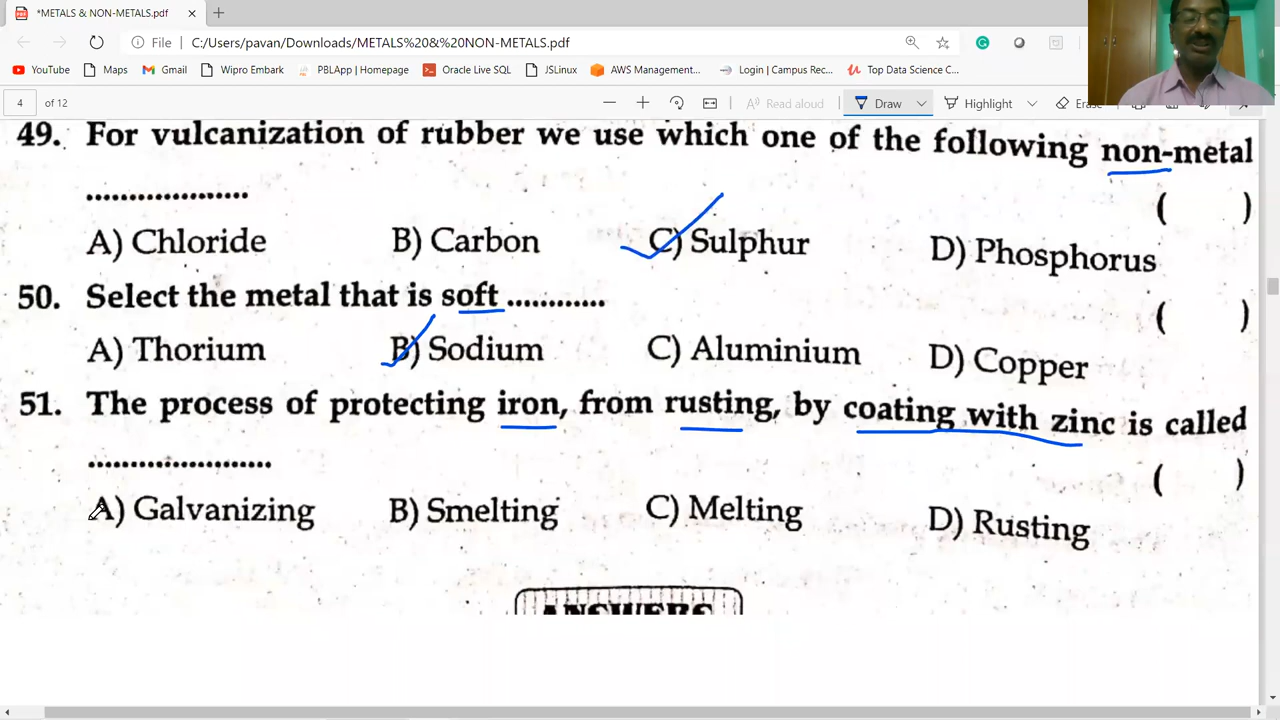 *METALS & NON-METALS.pdf
File C:/Users/pavan/Downloads/METALS%20&%20NON-METALS.pdf
YouTube Maps Gmail Wipro Embark PBLApp | Homepage Oracle Live SQL JSLinux AWS Management... Login | Campus Rec... Top Data Science C...
4 of 12 Read aloud Draw Highlight Erase
49. For vulcanization of rubber we use which one of the following non-metal
.................. ( )
A) Chloride B) Carbon C) Sulphur D) Phosphorus
50. Select the metal that is soft ............ ( )
A) Thorium B) Sodium C) Aluminium D) Copper
51. The process of protecting iron, from rusting, by coating with zinc is called
...................... ( )
A) Galvanizing B) Smelting C) Melting D) Rusting
ANSWERS